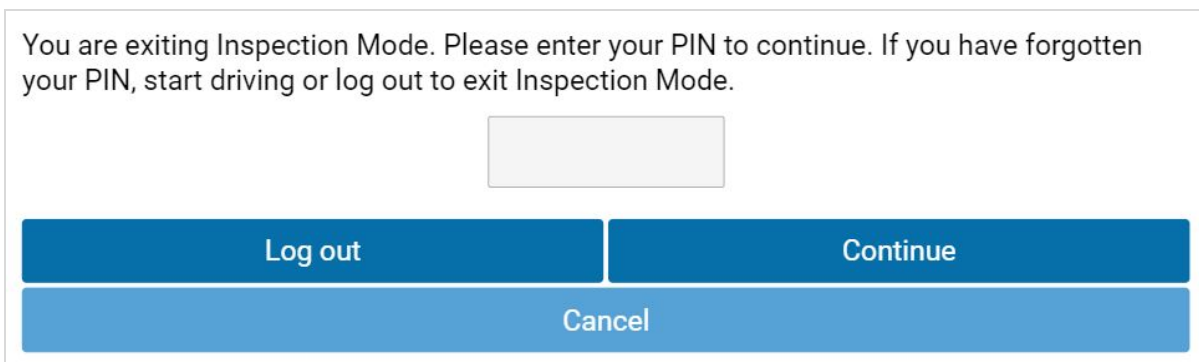 You are exiting Inspection Mode. Please enter your PIN to continue. If you have forgotten
your PIN, start driving or log out to exit Inspection Mode.
Log out
Continue
Cancel